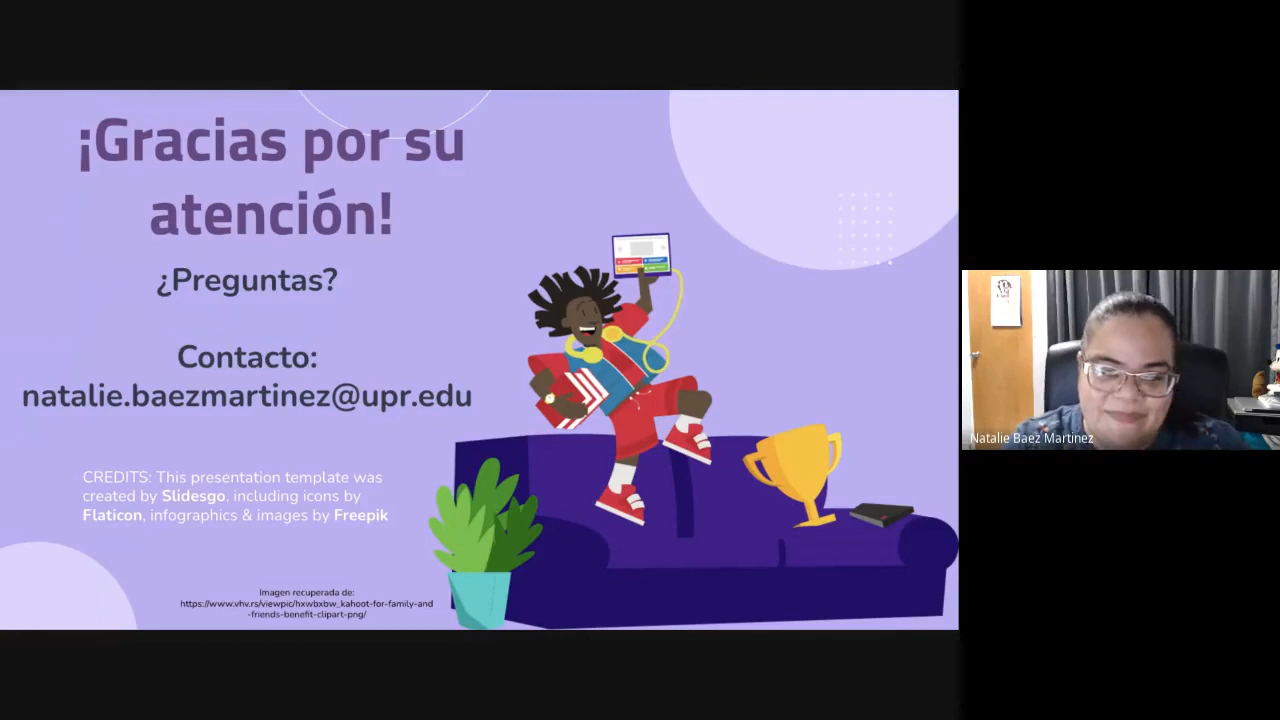 ¡Gracias por su
atención!
¿Preguntas?
Contacto:
natalie.baezmartinez@upr.edu
CREDITS: This presentation template was
created by Slidesgo, including icons by
Flaticon, infographics & images by Freepik
Imagen recuperada de:
https://www.vhv.rs/viewpic/hxwbxbw_kahoot-for-family-and
-friends-benefit-clipart-png/
Natalie Baez Martinez